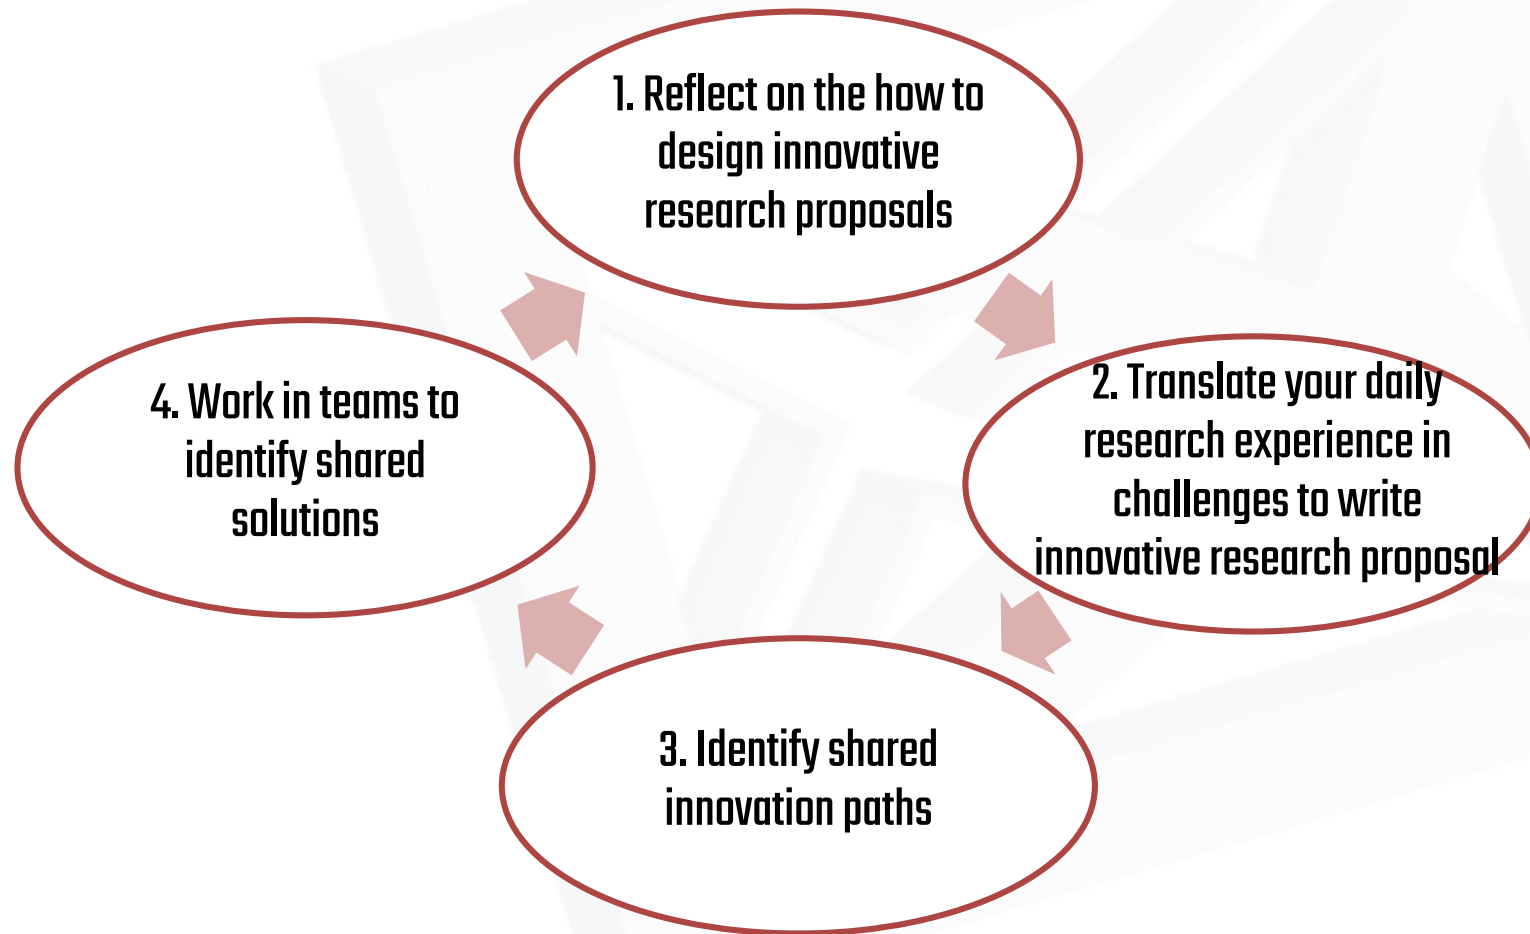 1. Reflect on the how to
design innovative
research proposals
2. Translate your daily
research experience in
challenges to write
innovative research proposal
3. Identify shared
innovation paths
4. Work in teams to
identify shared
solutions